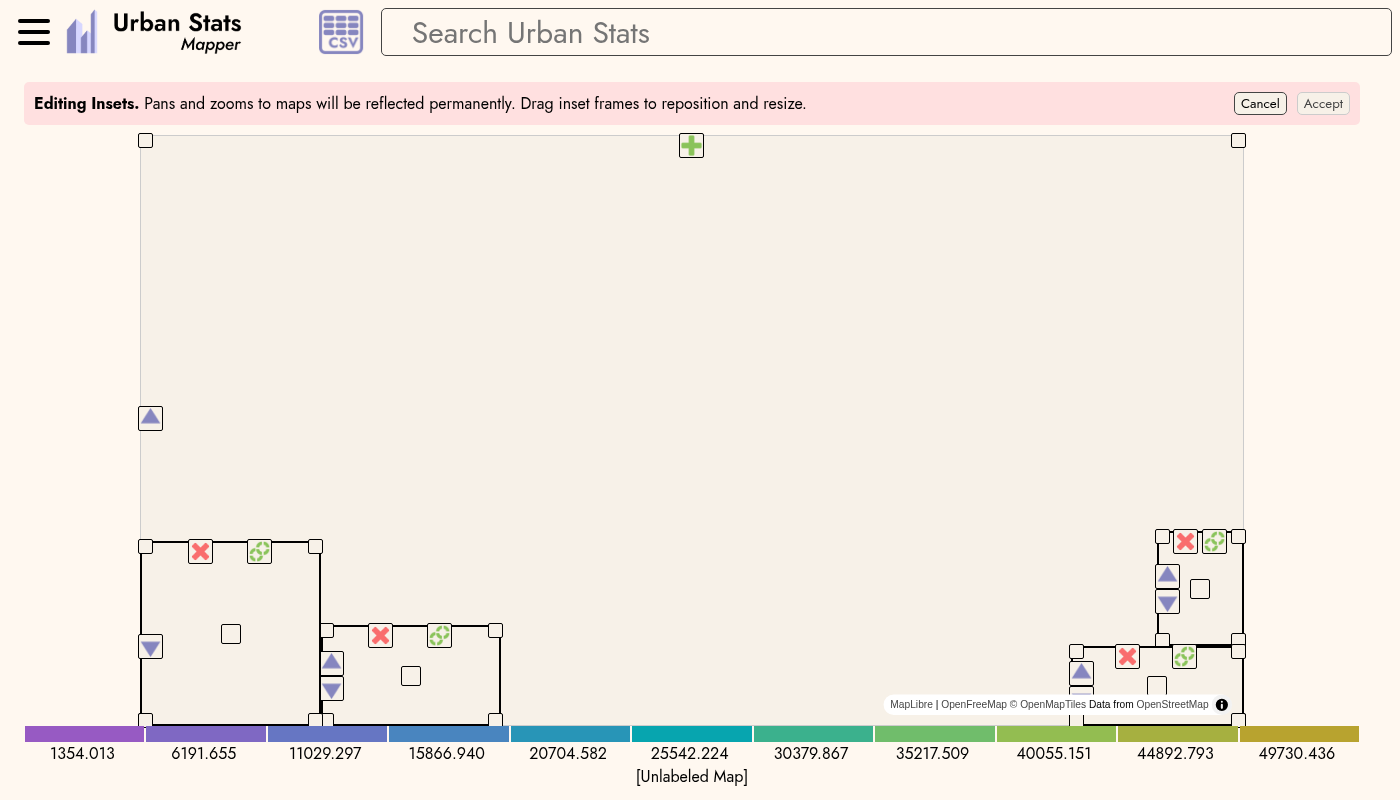 Urban Stats
Mapper
CSV
Search Urban Stats
Editing Insets. Pans and zooms to maps will be reflected permanently. Drag inset frames to reposition and resize.
Cancel
Accept
MapLibre | OpenFreeMap © OpenMapTiles Data from OpenStreetMap
1354.013 6191.655 11029.297 15866.940 20704.582 25542.224 30379.867 35217.509 40055.151 44892.793 49730.436
[Unlabeled Map]